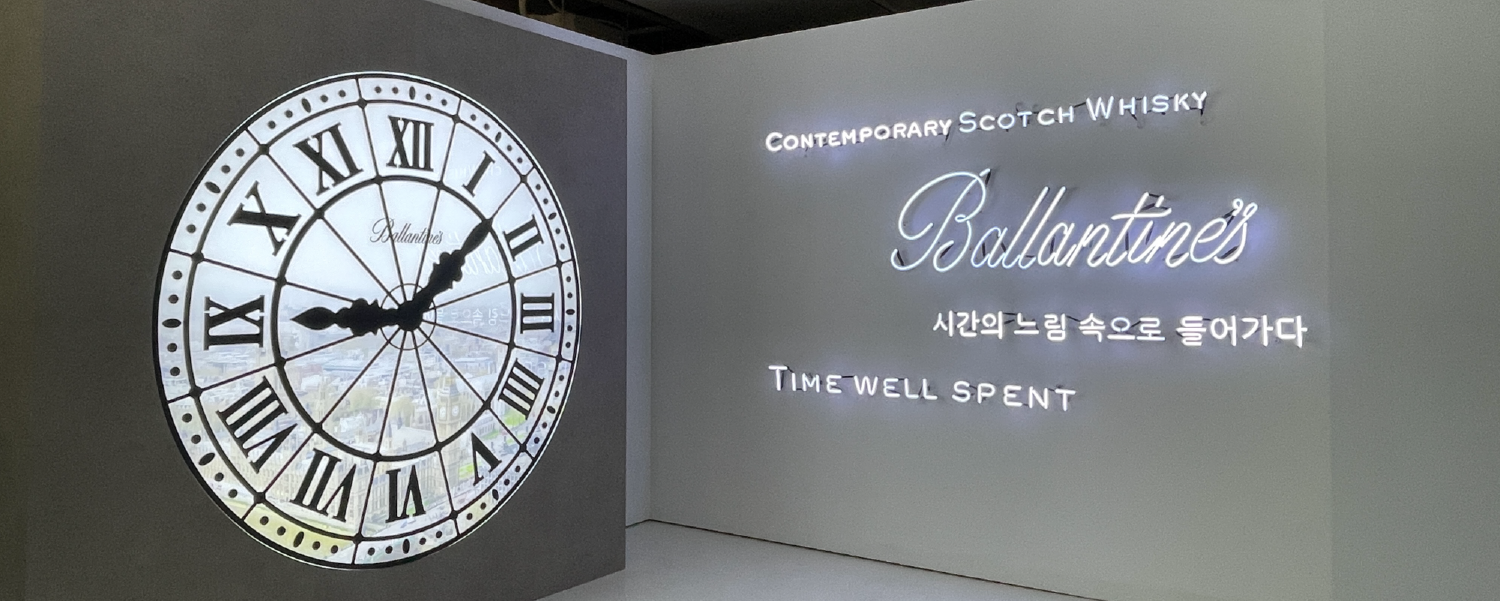 XII
I
II
III
IIII
V
VI
VII
VIII
IX
X
XI
Ballantine's
CONTEMPORARY SCOTCH WHISKY
Ballantine's
시간의 느림 속으로 들어가다
TIME WELL SPENT